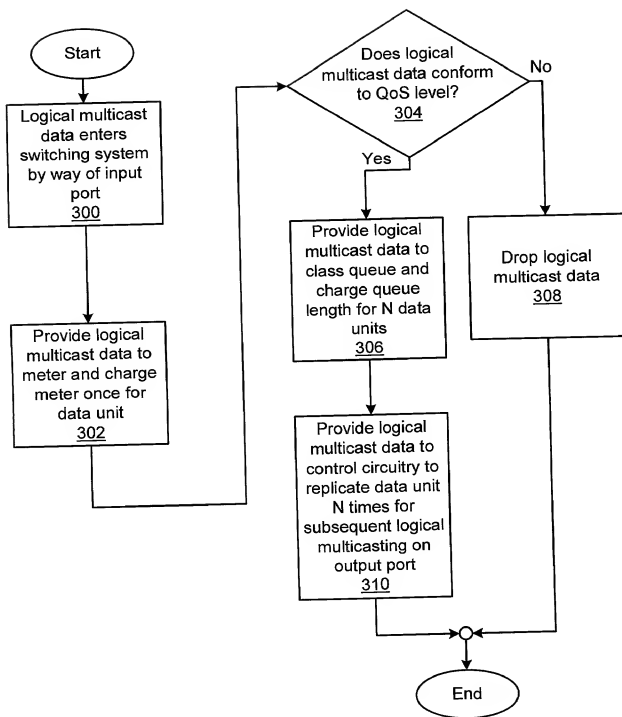 Start
Logical multicast
data enters
switching system
by way of input
port
300
Provide logical
multicast data to
meter and charge
meter once for
data unit
302
Does logical
multicast data conform
to QoS level?
304
No
Yes
Provide logical
multicast data to
class queue and
charge queue
length for N data
units
306
Drop logical
multicast data
308
Provide logical
multicast data to
control circuitry to
replicate data unit
N times for
subsequent logical
multicasting on
output port
310
End